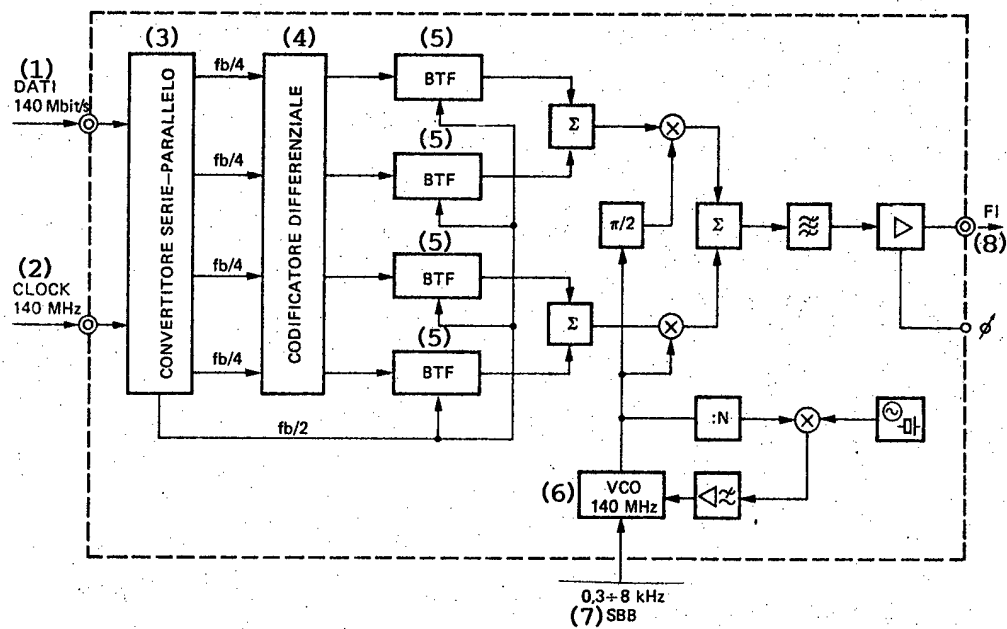 (1)
DATI
140 Mbit/s
(2)
CLOCK
140 MHz
(3)
CONVERTITORE SERIE–PARALLELO
fb/4
fb/4
fb/4
fb/4
fb/2
(4)
CODIFICATORE DIFFERENZIALE
(5)
BTF
(5)
BTF
(5)
BTF
(5)
BTF
Σ
Σ
π/2
Σ
FI
(8)
ϕ
:N
(6)
VCO
140 MHz
0,3÷8 kHz
(7) SBB